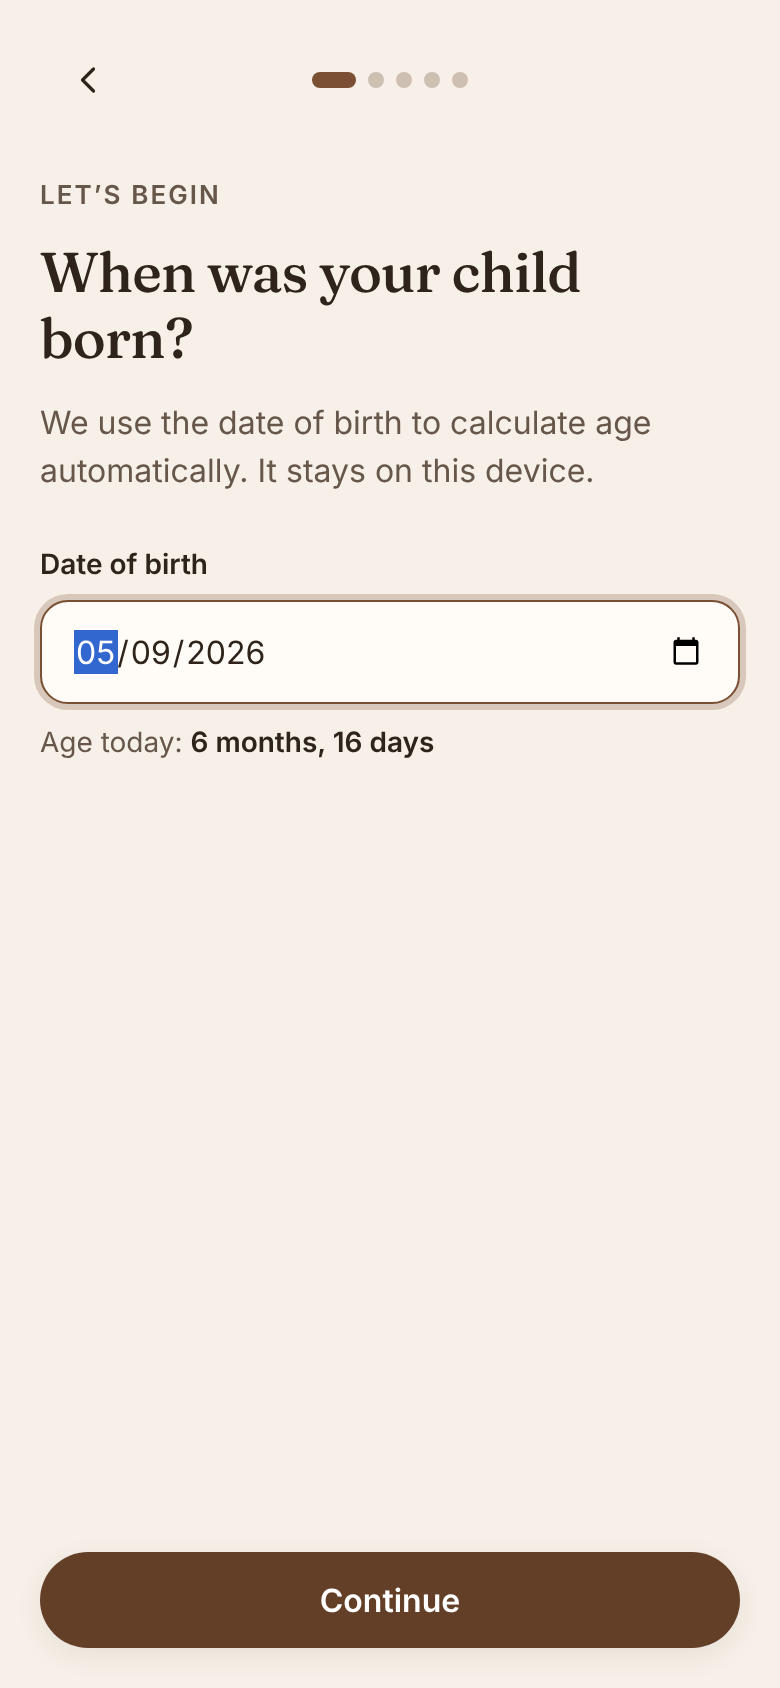 LET’S BEGIN
When was your child
born?
We use the date of birth to calculate age
automatically. It stays on this device.
Date of birth
05/09/2026
Age today: 6 months, 16 days
Continue